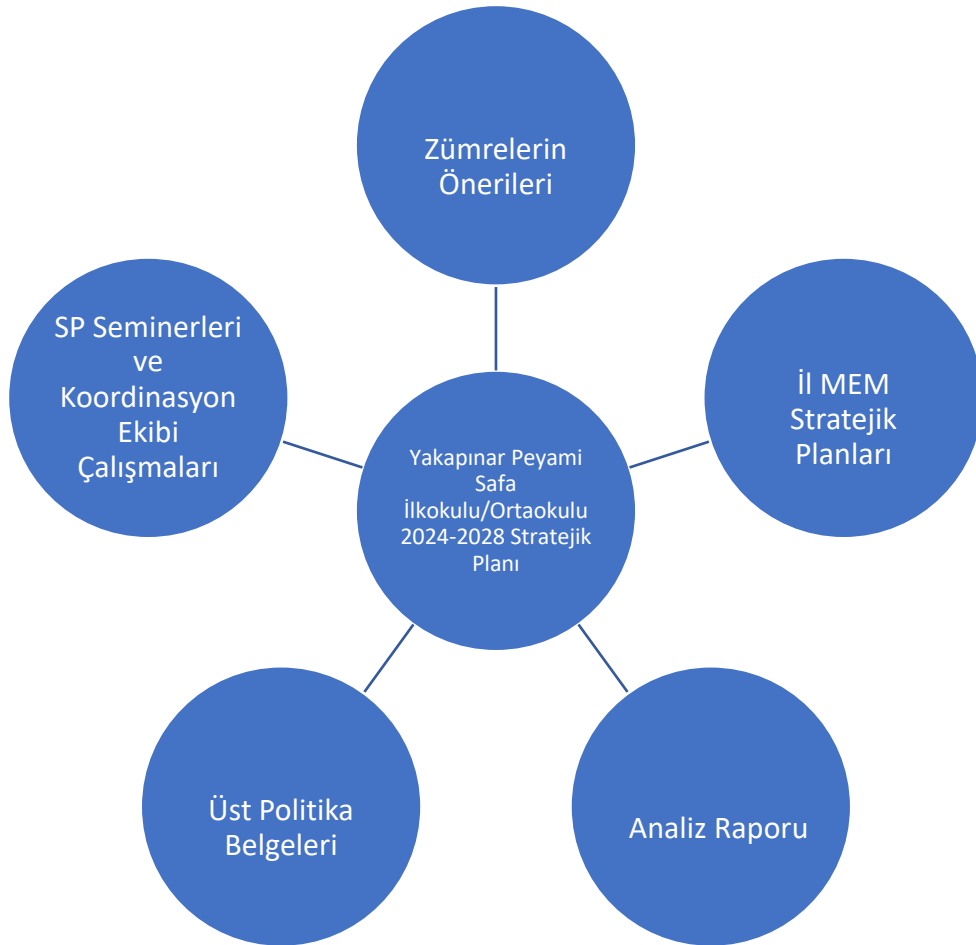 Zümrelerin
Önerileri
SP Seminerleri
ve
Koordinasyon
Ekibi
Çalışmaları
İl MEM
Stratejik
Planları
Yakapınar Peyami
Safa
İlkokulu/Ortaokulu
2024-2028 Stratejik
Planı
Üst Politika
Belgeleri
Analiz Raporu